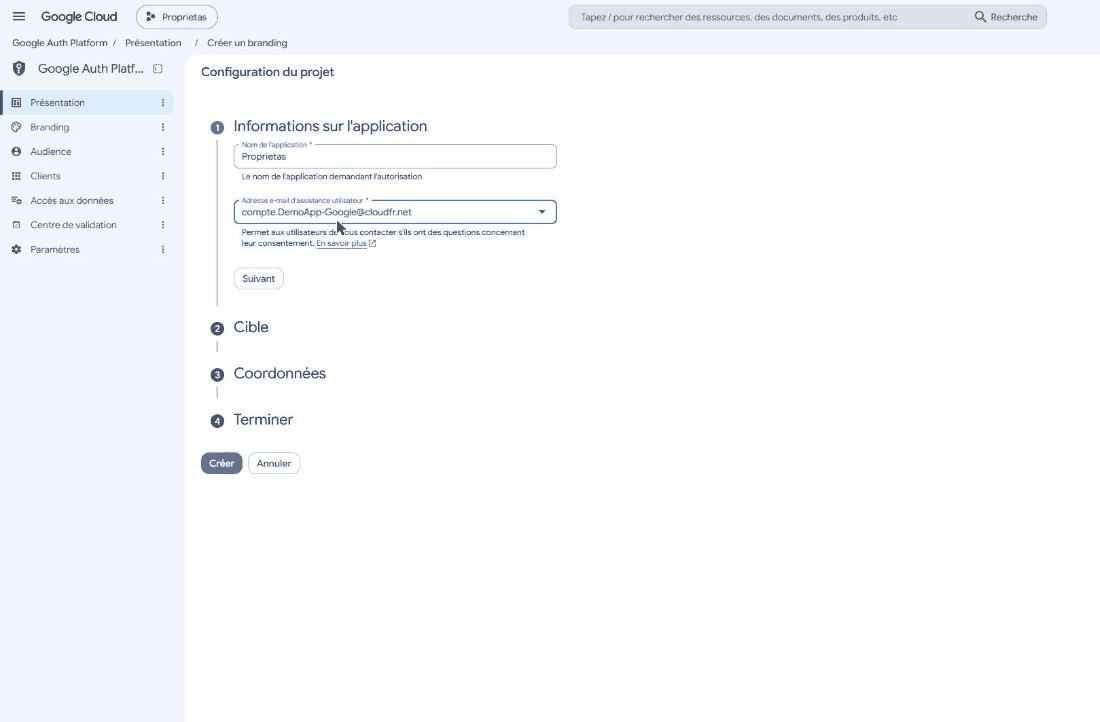 Google Cloud
Proprietas
Tapez / pour rechercher des ressources, des documents, des produits, etc
Recherche
Google Auth Platform / Présentation / Créer un branding
Google Auth Platf...
Configuration du projet
Présentation
Branding
Audience
Clients
Accès aux données
Centre de validation
Paramètres
1 Informations sur l'application
Nom de l'application *
Proprietas
Le nom de l'application demandant l'autorisation
Adresse e-mail d'assistance utilisateur *
compte.DemoApp-Google@cloudfr.net
Permet aux utilisateurs de vous contacter s'ils ont des questions concernant
leur consentement. En savoir plus
Suivant
2 Cible
3 Coordonnées
4 Terminer
Créer
Annuler